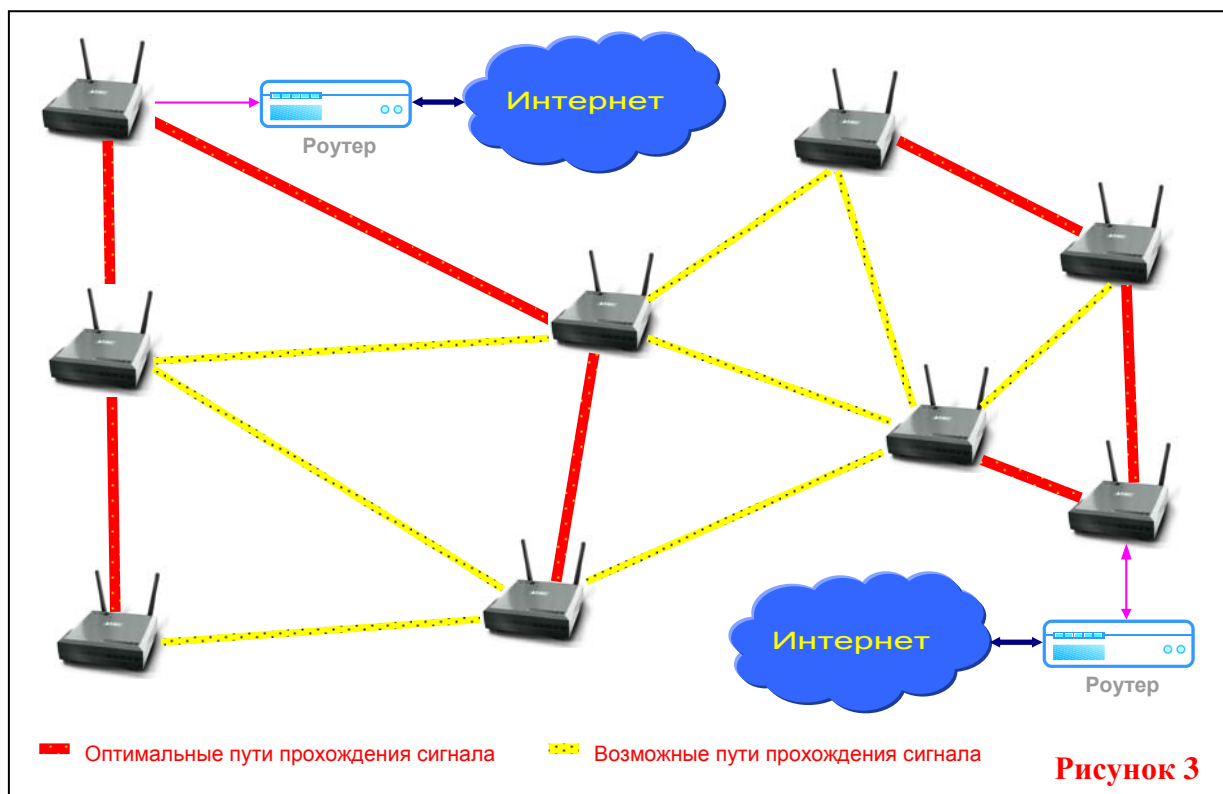 Интернет
Роутер
Интернет
Роутер
Оптимальные пути прохождения сигнала
Возможные пути прохождения сигнала
Рисунок 3